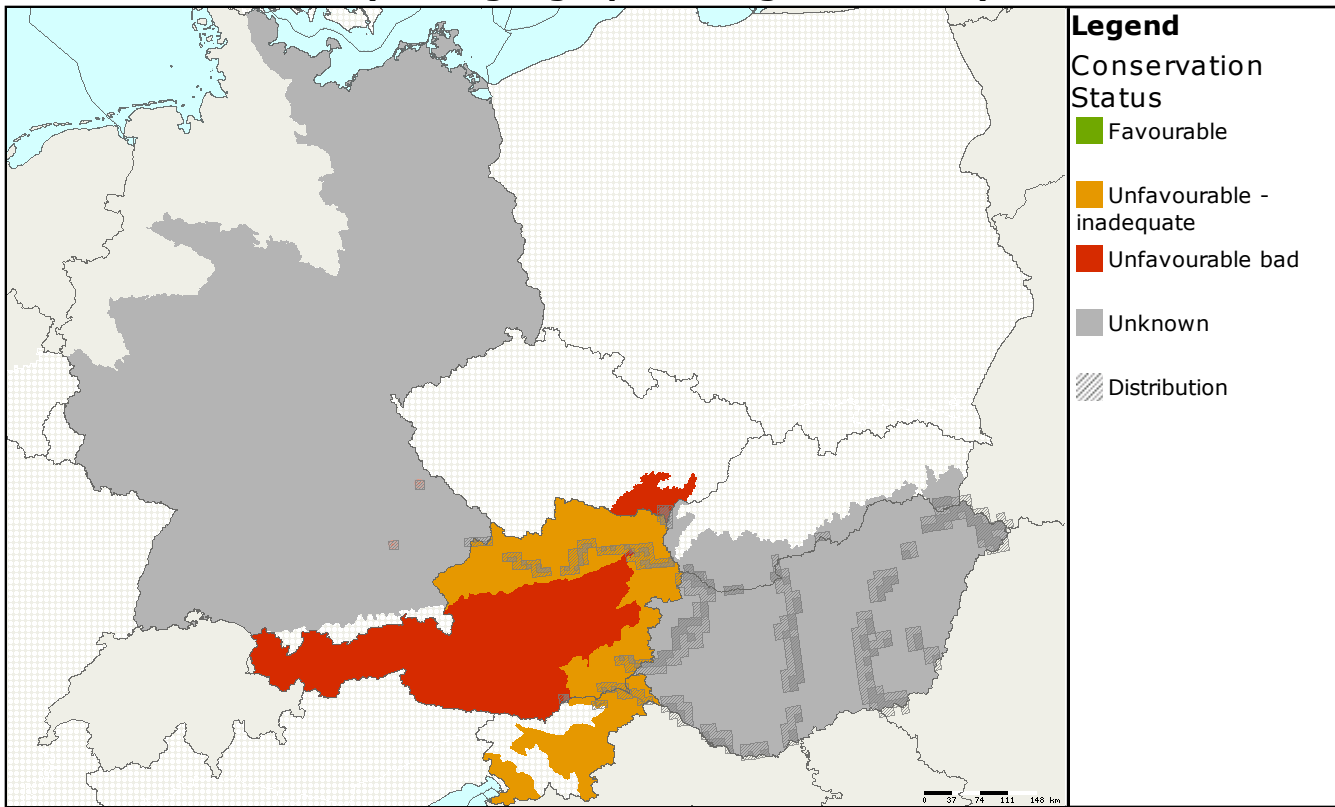 Legend
Conservation
Status
Favourable
Unfavourable -
inadequate
Unfavourable bad
Unknown
Distribution
0 37 74 111 148 km